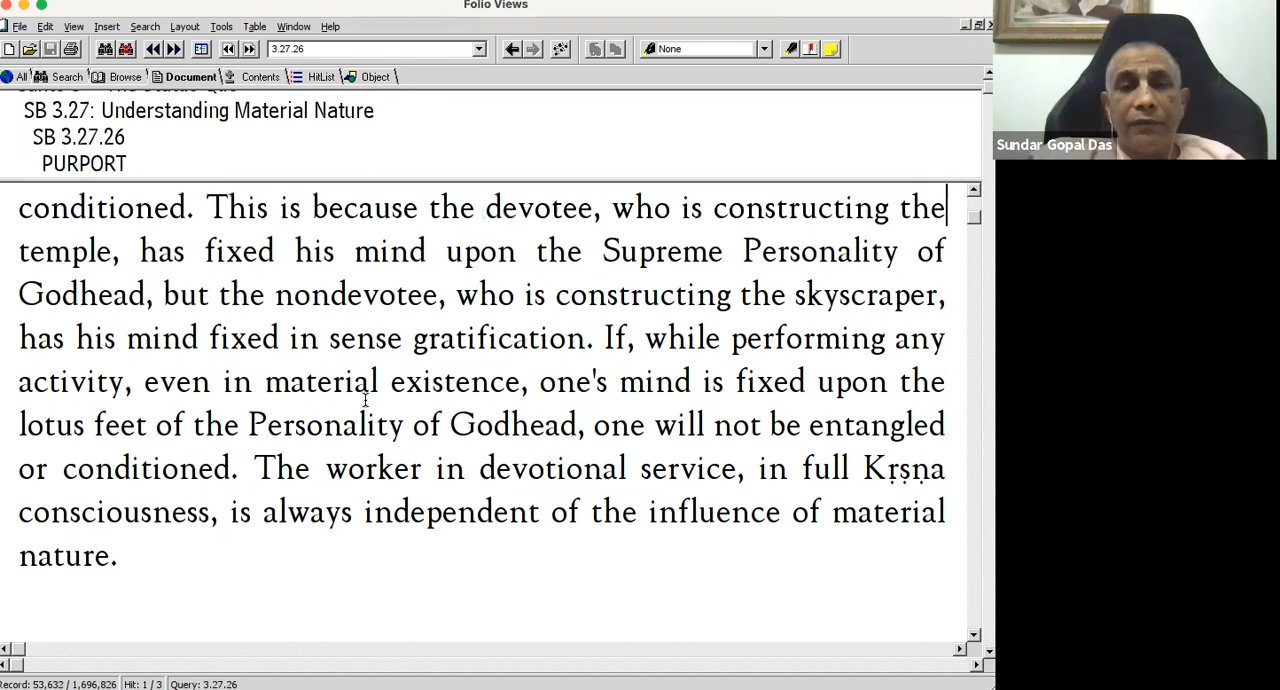 Folio Views
File Edit View Insert Search Layout Tools Table Window Help
3.27.26 None
All Search Browse Document Contents HitList Object
SB 3.27: Understanding Material Nature
SB 3.27.26
PURPORT
Sundar Gopal Das
conditioned. This is because the devotee, who is constructing the
temple, has fixed his mind upon the Supreme Personality of
Godhead, but the nondevotee, who is constructing the skyscraper,
has his mind fixed in sense gratification. If, while performing any
activity, even in material existence, one's mind is fixed upon the
lotus feet of the Personality of Godhead, one will not be entangled
or conditioned. The worker in devotional service, in full Kṛṣṇa
consciousness, is always independent of the influence of material
nature.
Record: 53,632 / 1,696,826 Hit: 1 / 3 Query: 3.27.26